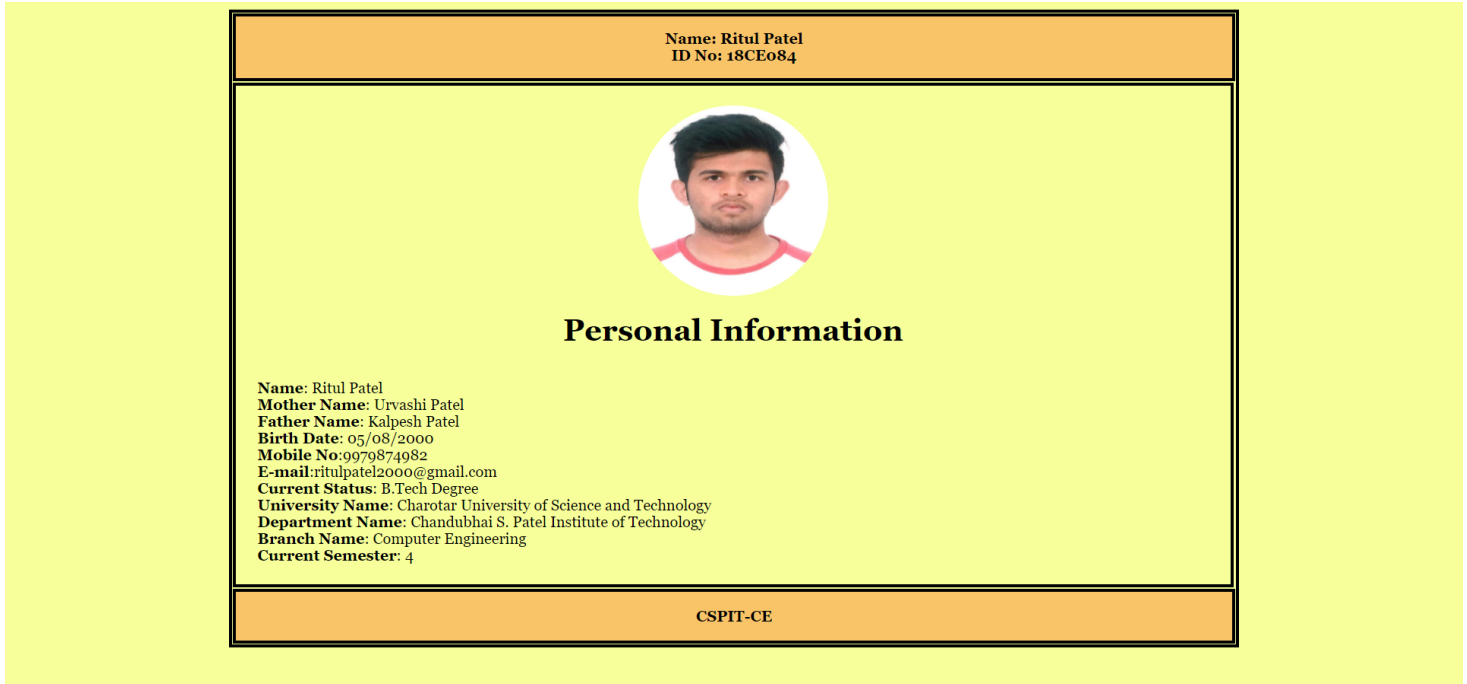 Name: Ritul Patel
ID No: 18CE084
Personal Information
Name: Ritul Patel
Mother Name: Urvashi Patel
Father Name: Kalpesh Patel
Birth Date: 05/08/2000
Mobile No:9979874982
E-mail:ritulpatel2000@gmail.com
Current Status: B.Tech Degree
University Name: Charotar University of Science and Technology
Department Name: Chandubhai S. Patel Institute of Technology
Branch Name: Computer Engineering
Current Semester: 4
CSPIT-CE